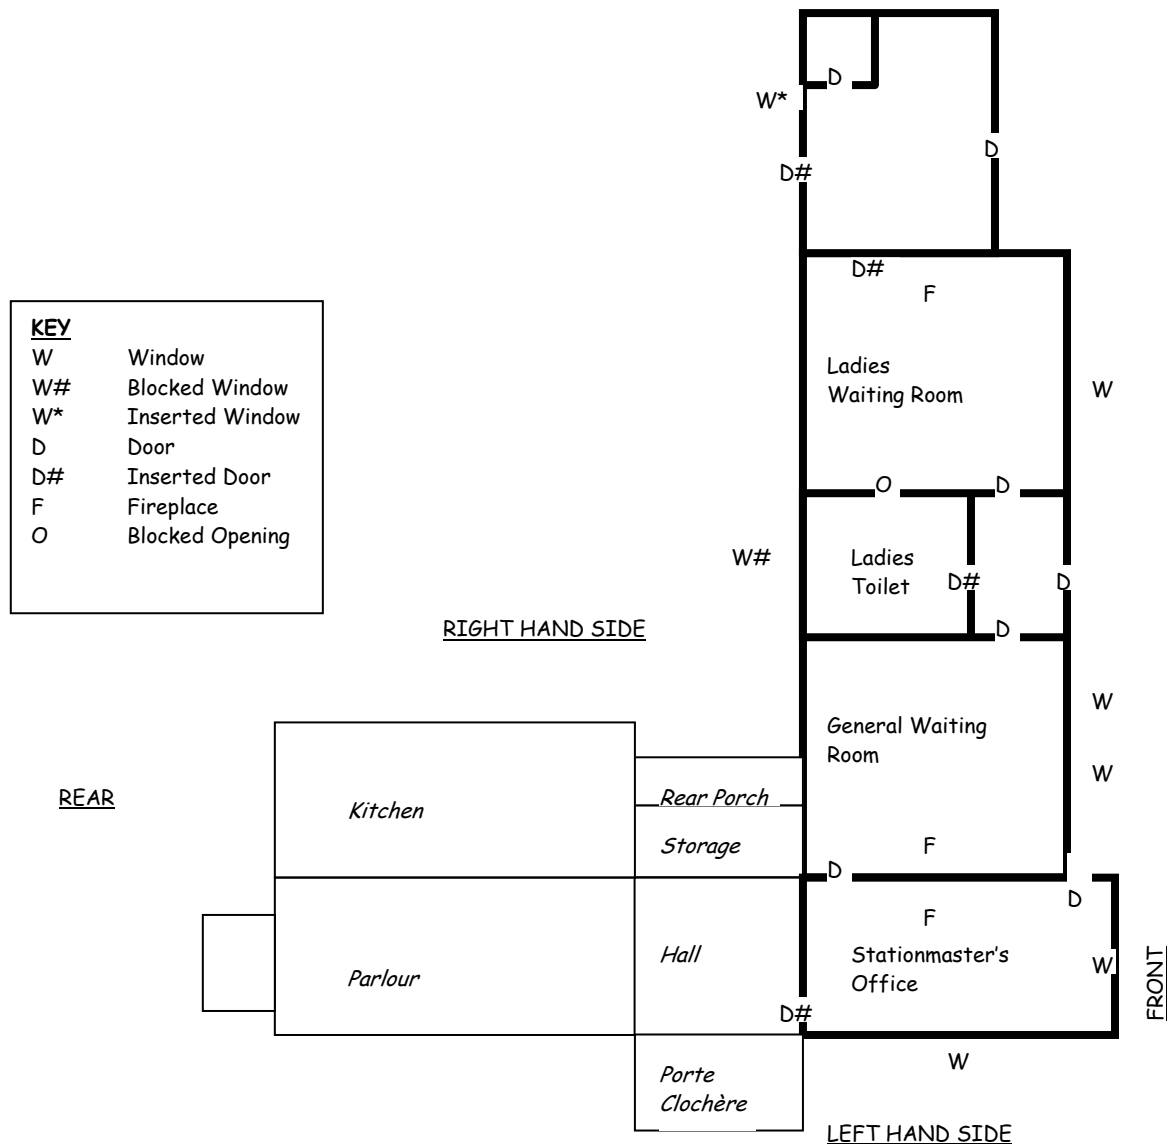 D
W*
D
D#
D#
F
KEY
W Window
W# Blocked Window
W* Inserted Window
D Door
D# Inserted Door
F Fireplace
O Blocked Opening
Ladies
Waiting Room
W
O
D
W#
Ladies
Toilet
D#
D
D
RIGHT HAND SIDE
W
General Waiting
Room
W
REAR
Kitchen
Rear Porch
Storage
F
D
D
F
Hall
Stationmaster's
Office
W
FRONT
Parlour
D#
W
Porte
Clochère
LEFT HAND SIDE